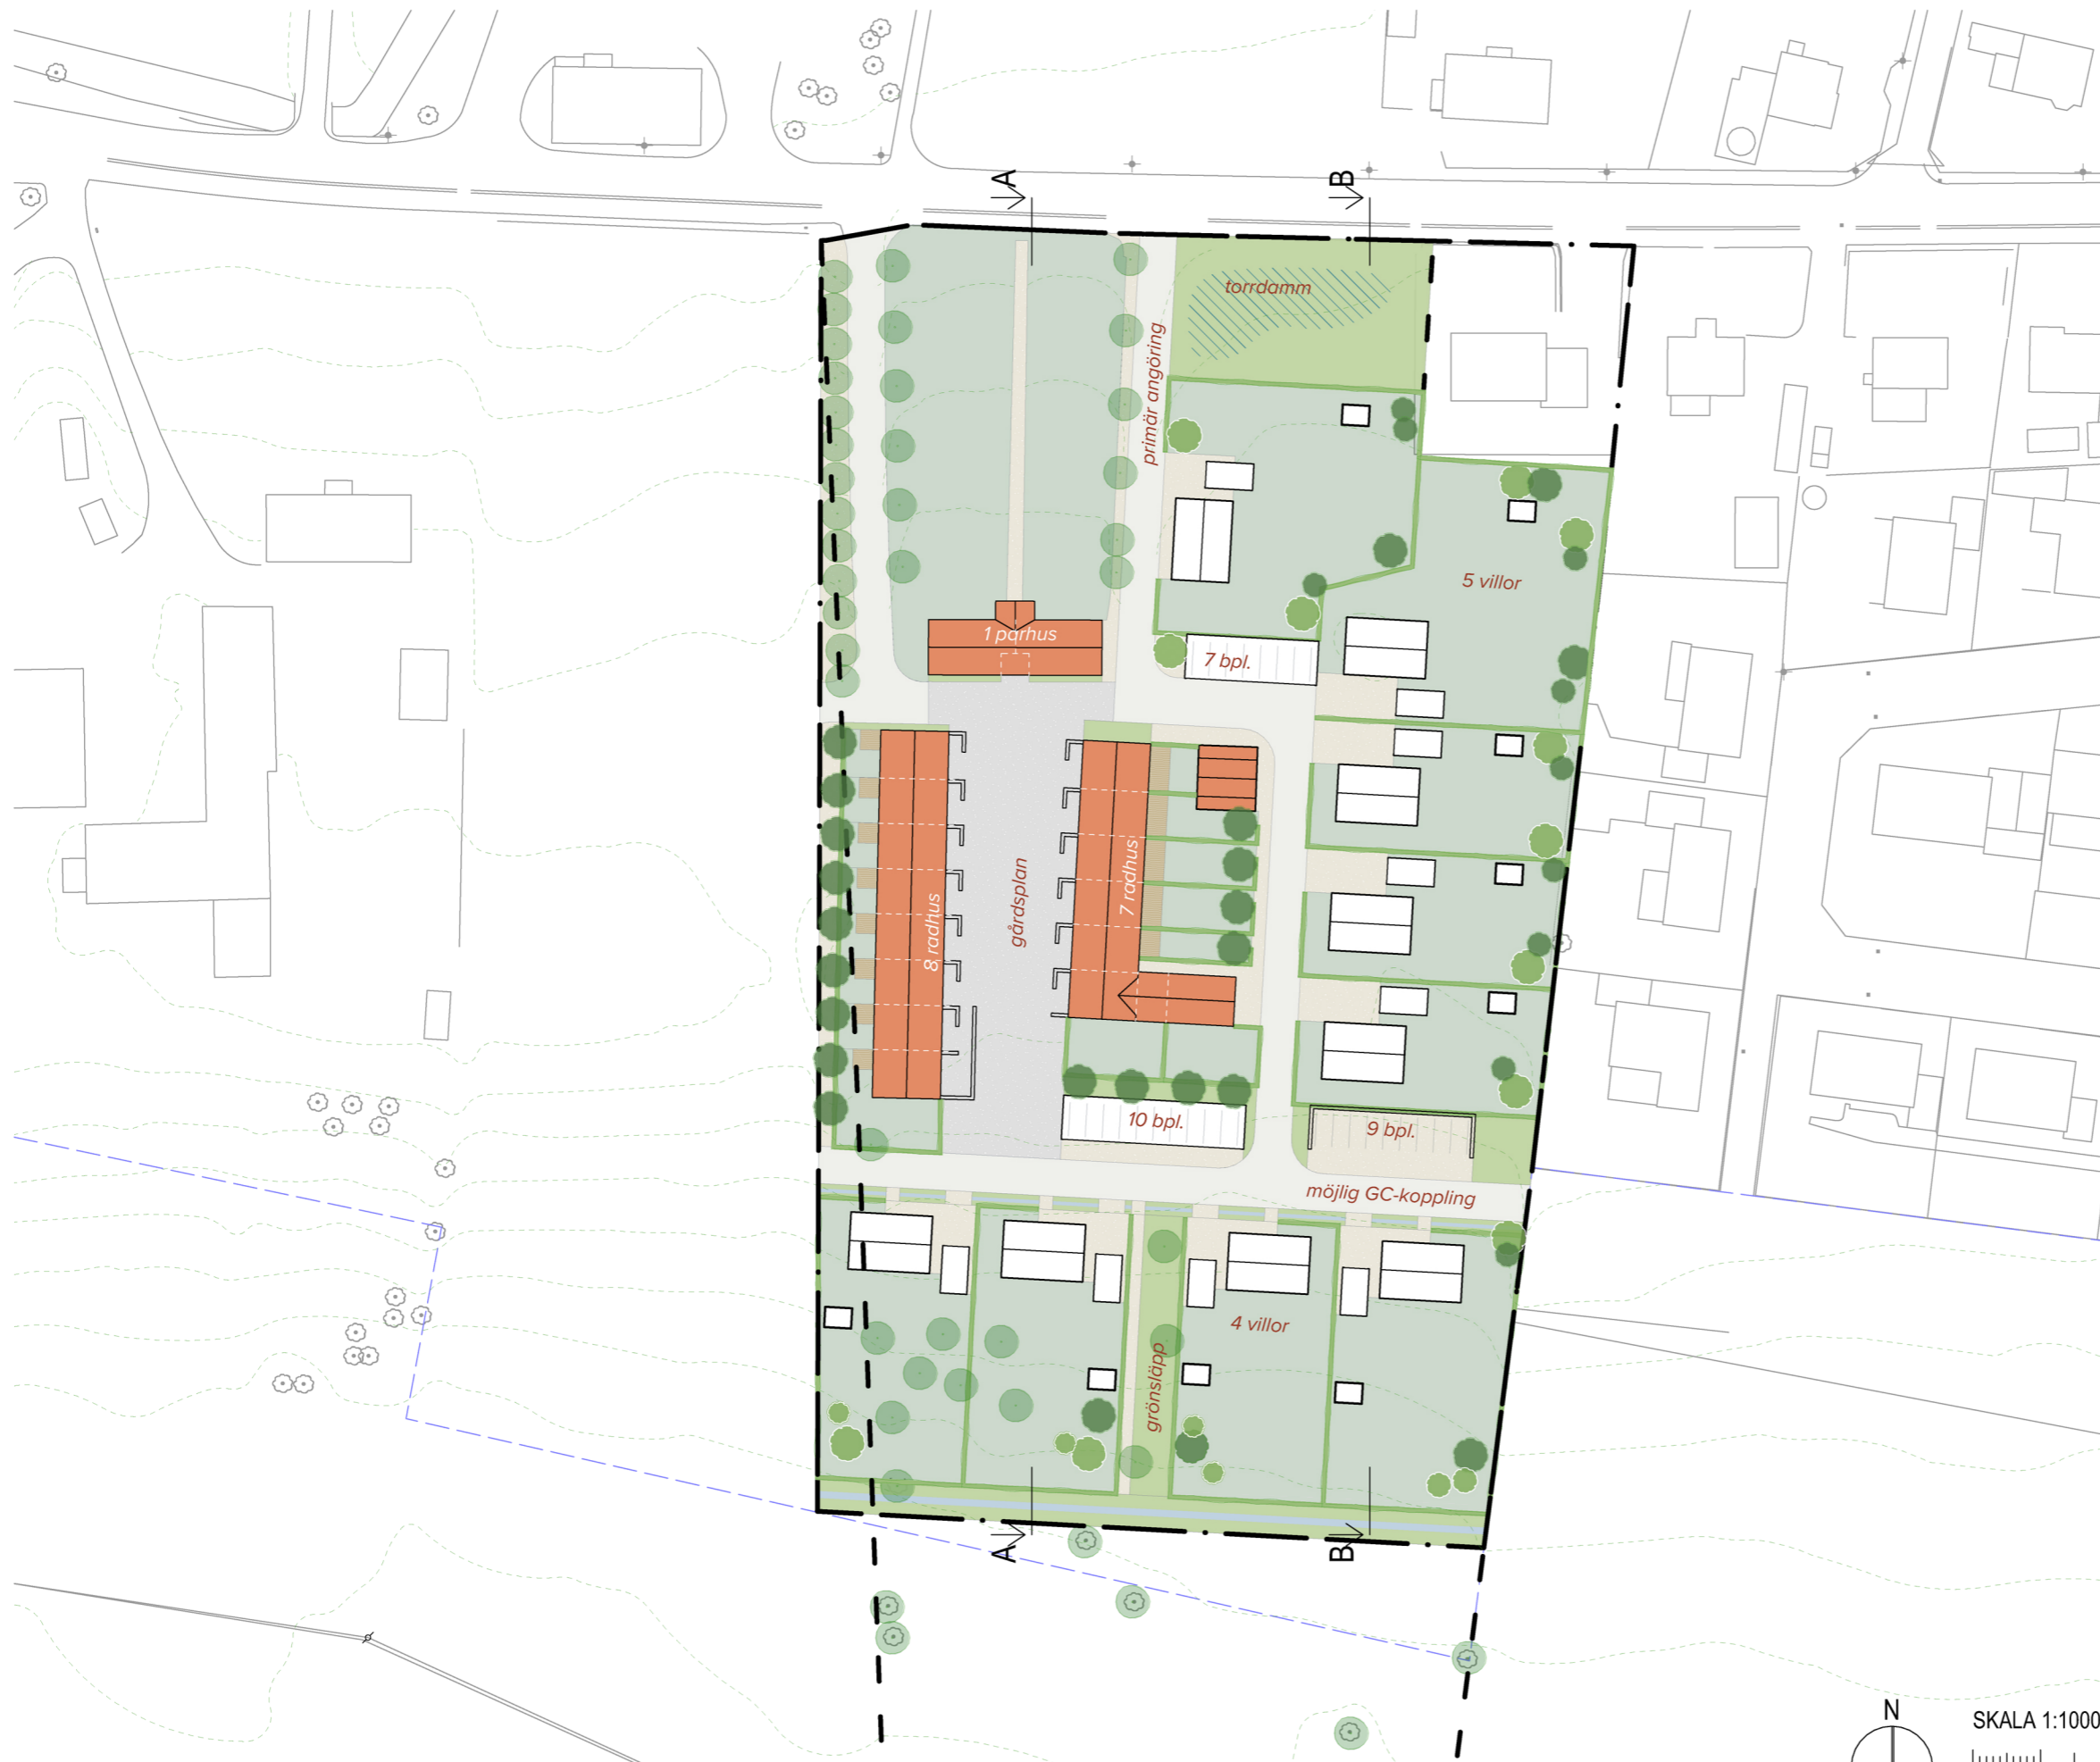 A
B
torrdamm
primär angöring
5 villor
1 parhus
7 bpl.
8 radhus
gårdsplan
7 radhus
10 bpl.
9 bpl.
möjlig GC-koppling
4 villor
grönsläpp
A
B
N
SKALA 1:1000